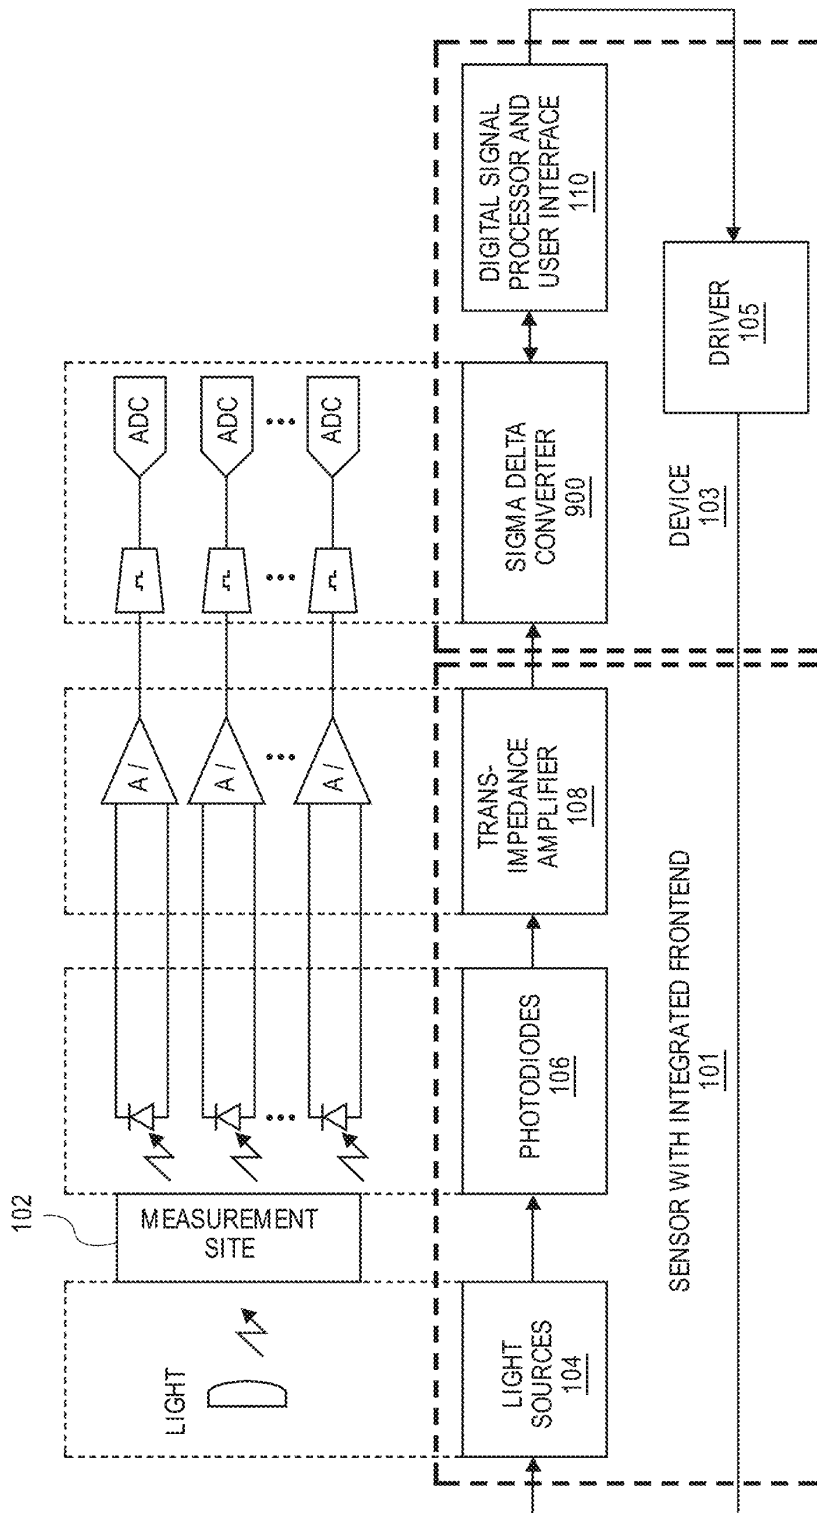 LIGHT
102
MEASUREMENT
SITE
A /
A /
A /
ADC
ADC
ADC
LIGHT
SOURCES
104
PHOTODIODES
106
TRANS-
IMPEDANCE
AMPLIFIER
108
SIGMA DELTA
CONVERTER
900
DIGITAL SIGNAL
PROCESSOR AND
USER INTERFACE
110
SENSOR WITH INTEGRATED FRONTEND
101
DEVICE
103
DRIVER
105